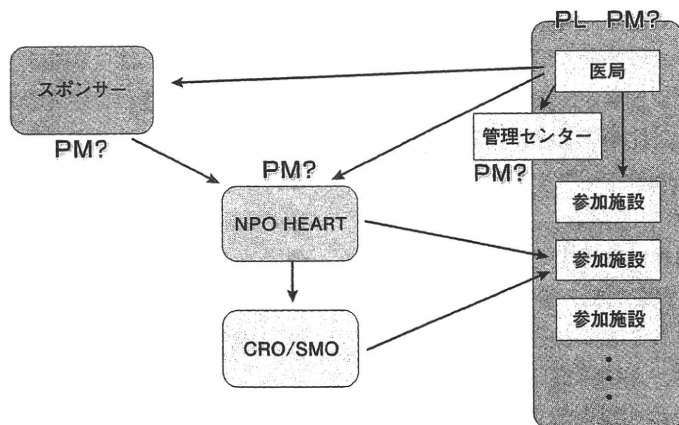 PL PM?
医局
スポンサー
管理センター
PM?
PM?
PM?
NPO HEART
参加施設
参加施設
CRO/SMO
参加施設